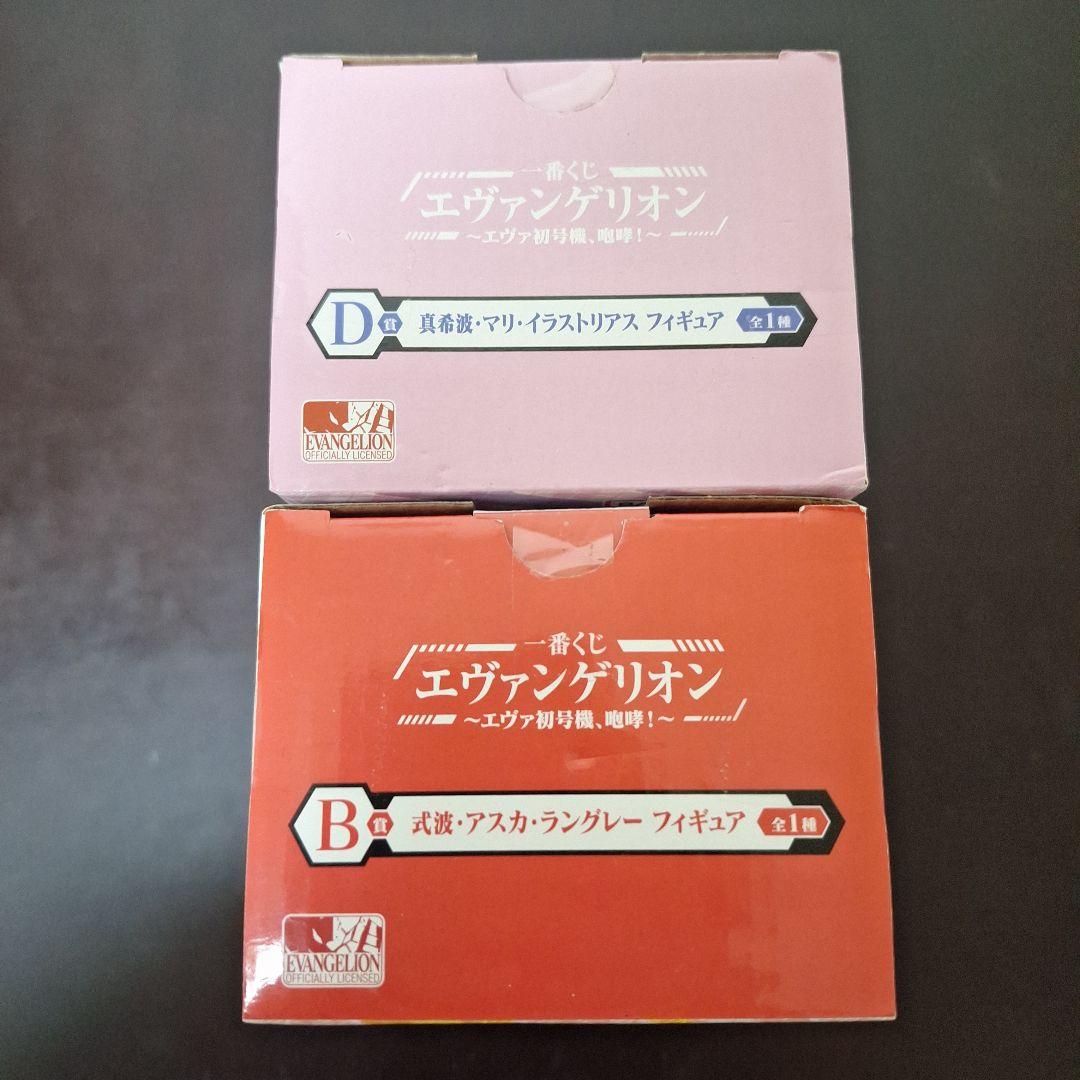 一番くじ
エヴァンゲリオン
～エヴァ初号機、咆哮！～
D賞 真希波・マリ・イラストリアス フィギュア 全1種
EVANGELION
OFFICIALLY LICENSED
一番くじ
エヴァンゲリオン
～エヴァ初号機、咆哮！～
B賞 式波・アスカ・ラングレー フィギュア 全1種
EVANGELION
OFFICIALLY LICENSED